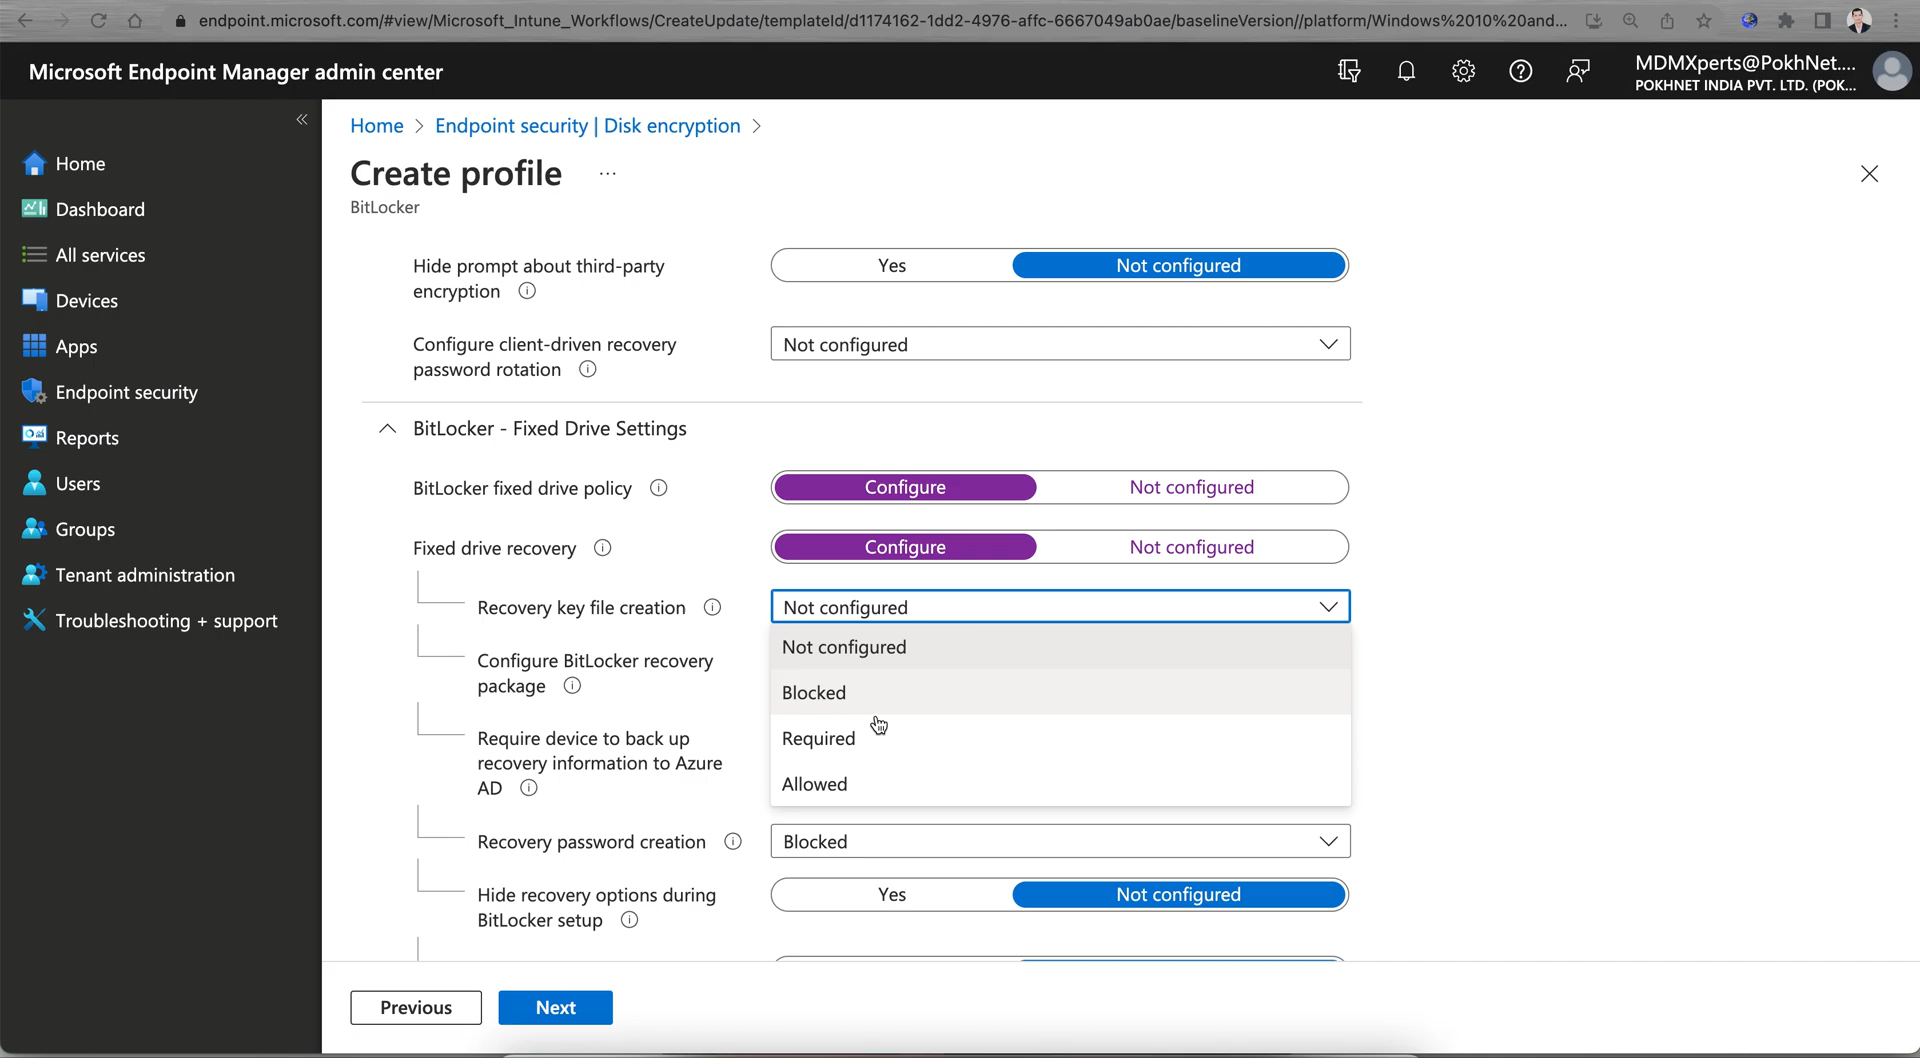 endpoint.microsoft.com/#view/Microsoft_Intune_Workflows/CreateUpdate/templateId/d1174162-1dd2-4976-affc-6667049ab0ae/baselineVersion//platform/Windows%2010%20and...
Microsoft Endpoint Manager admin center
MDMXperts@PokhNet....
POKHNET INDIA PVT. LTD. (POK...
«
Home
Dashboard
All services
Devices
Apps
Endpoint security
Reports
Users
Groups
Tenant administration
Troubleshooting + support
Home > Endpoint security | Disk encryption >
Create profile ...
BitLocker
Hide prompt about third-party
encryption
Yes Not configured
Configure client-driven recovery
password rotation
Not configured
BitLocker - Fixed Drive Settings
BitLocker fixed drive policy
Configure Not configured
Fixed drive recovery
Configure Not configured
Recovery key file creation
Not configured
Not configured
Blocked
Required
Allowed
Configure BitLocker recovery
package
Require device to back up
recovery information to Azure
AD
Recovery password creation
Blocked
Hide recovery options during
BitLocker setup
Yes Not configured
Previous Next